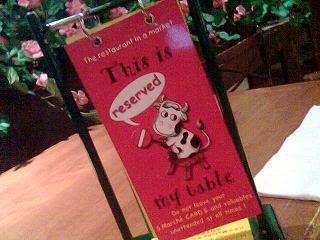 The restaurant in a market
This is
reserved
my table
Do not leave your
Marché CARD$ and valuables
unattended at all times!